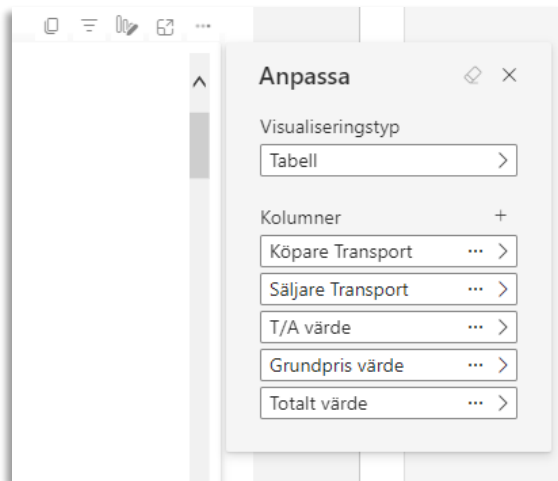 Anpassa
Visualiseringstyp
Tabell
Kolumner
Köpare Transport
Säljare Transport
T/A värde
Grundpris värde
Totalt värde